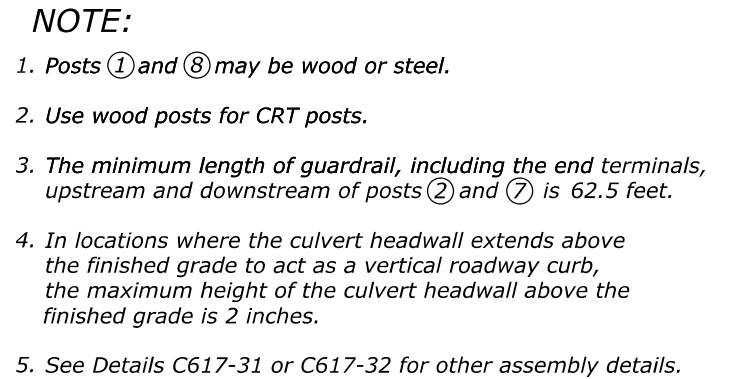 NOTE:
1. Posts ① and ⑧ may be wood or steel.
2. Use wood posts for CRT posts.
3. The minimum length of guardrail, including the end terminals,
upstream and downstream of posts ② and ⑦ is 62.5 feet.
4. In locations where the culvert headwall extends above
the finished grade to act as a vertical roadway curb,
the maximum height of the culvert headwall above the
finished grade is 2 inches.
5. See Details C617-31 or C617-32 for other assembly details.